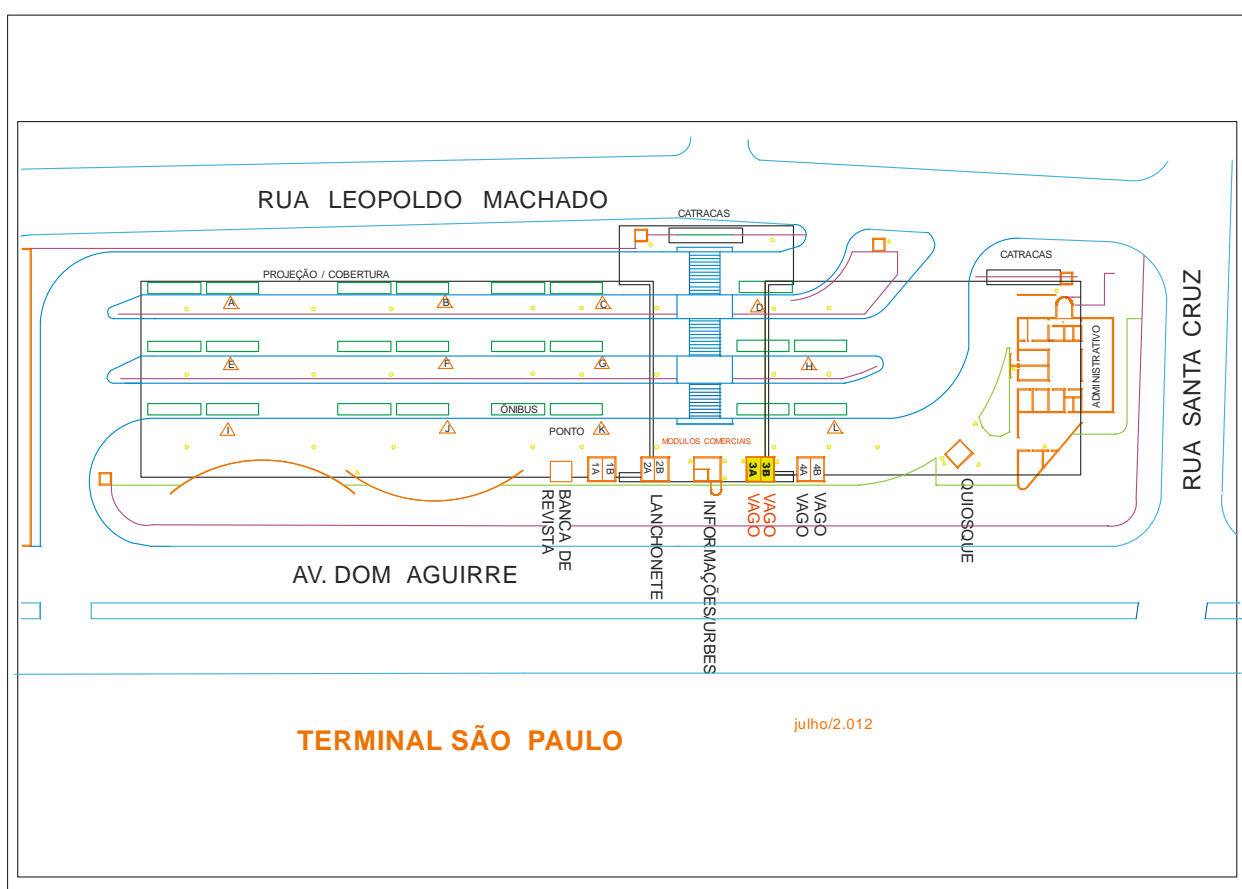 RUA LEOPOLDO MACHADO
CATRACAS
CATRACAS
PROJEÇÃO / COBERTURA
A
B
C
D
RUA SANTA CRUZ
ADMINISTRATIVO
E
F
G
H
ÔNIBUS
I
J
PONTO
K
L
MODULOS COMERCIAIS
1A
1B
2A
2B
3A
3B
4A
4B
BANCA DE
REVISTA
LANCHONETE
INFORMAÇÕES/URBES
VAGO
VAGO
VAGO
VAGO
QUIOSQUE
AV. DOM AGUIRRE
TERMINAL SÃO PAULO
julho/2.012